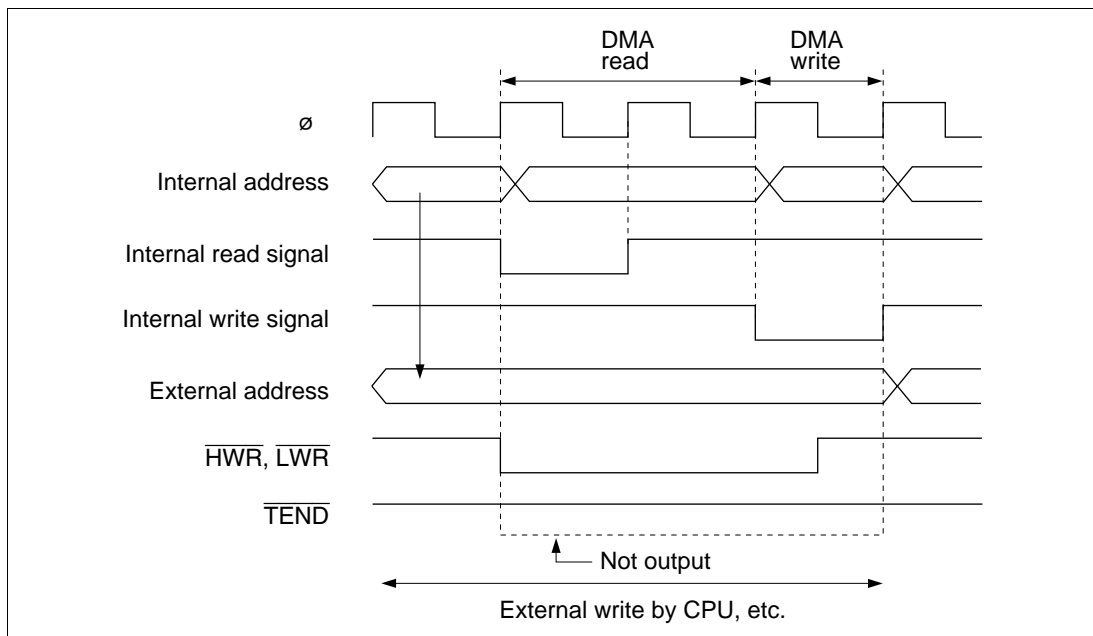 DMA
read
DMA
write
ø
Internal address
Internal read signal
Internal write signal
External address
HWR, LWR
TEND
Not output
External write by CPU, etc.